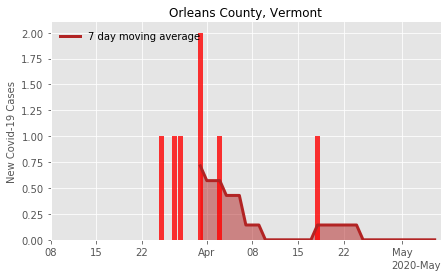 Orleans County, Vermont
7 day moving average
New Covid-19 Cases
2.00
1.75
1.50
1.25
1.00
0.75
0.50
0.25
0.00
08 15 22 Apr 08 15 22 May
2020-May